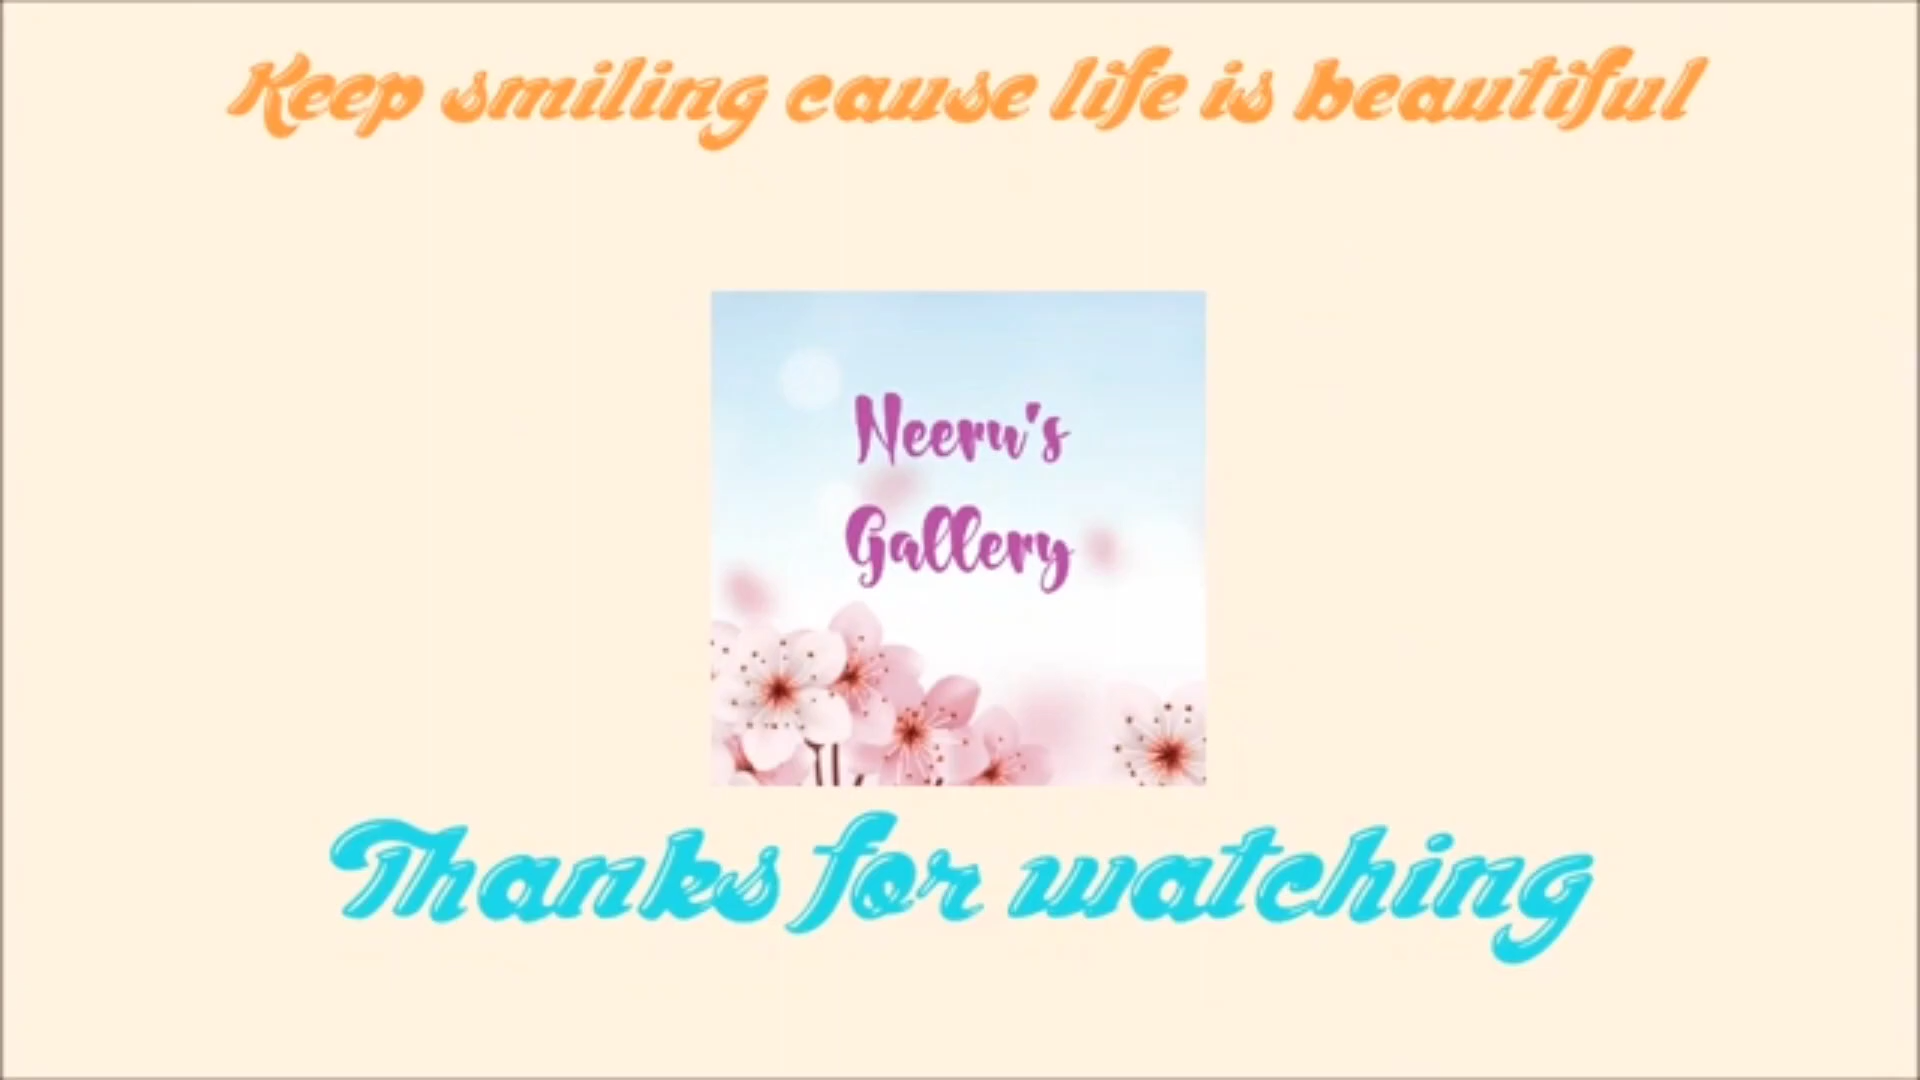 Keep smiling cause life is beautiful
Neeru's
Gallery
Thanks for watching